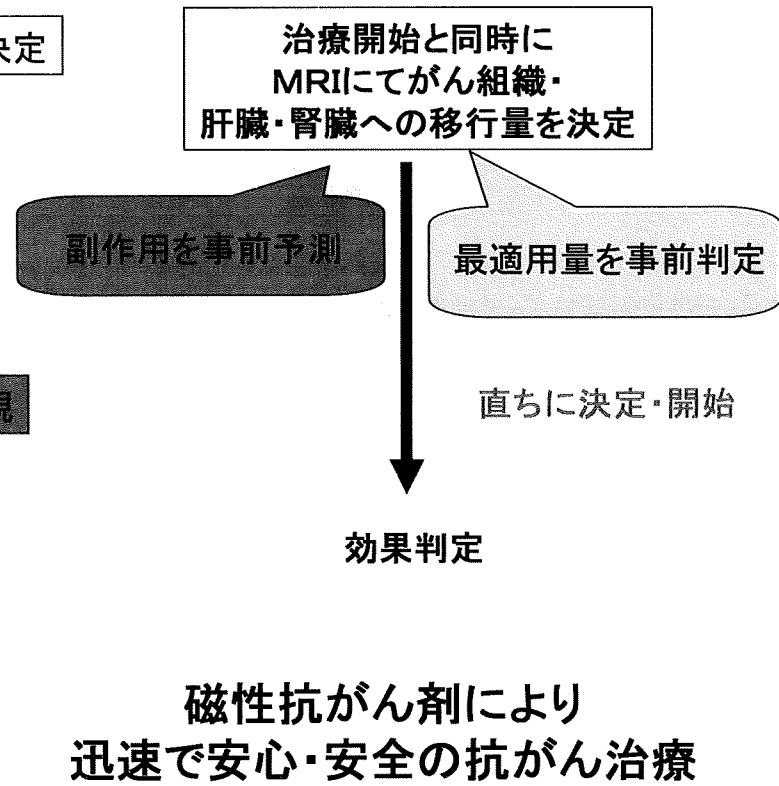 決定
治療開始と同時に
MRIにてがん組織・
肝臓・腎臓への移行量を決定
副作用を事前予測
最適用量を事前判定
現
直ちに決定・開始
効果判定
磁性抗がん剤により
迅速で安心・安全の抗がん治療